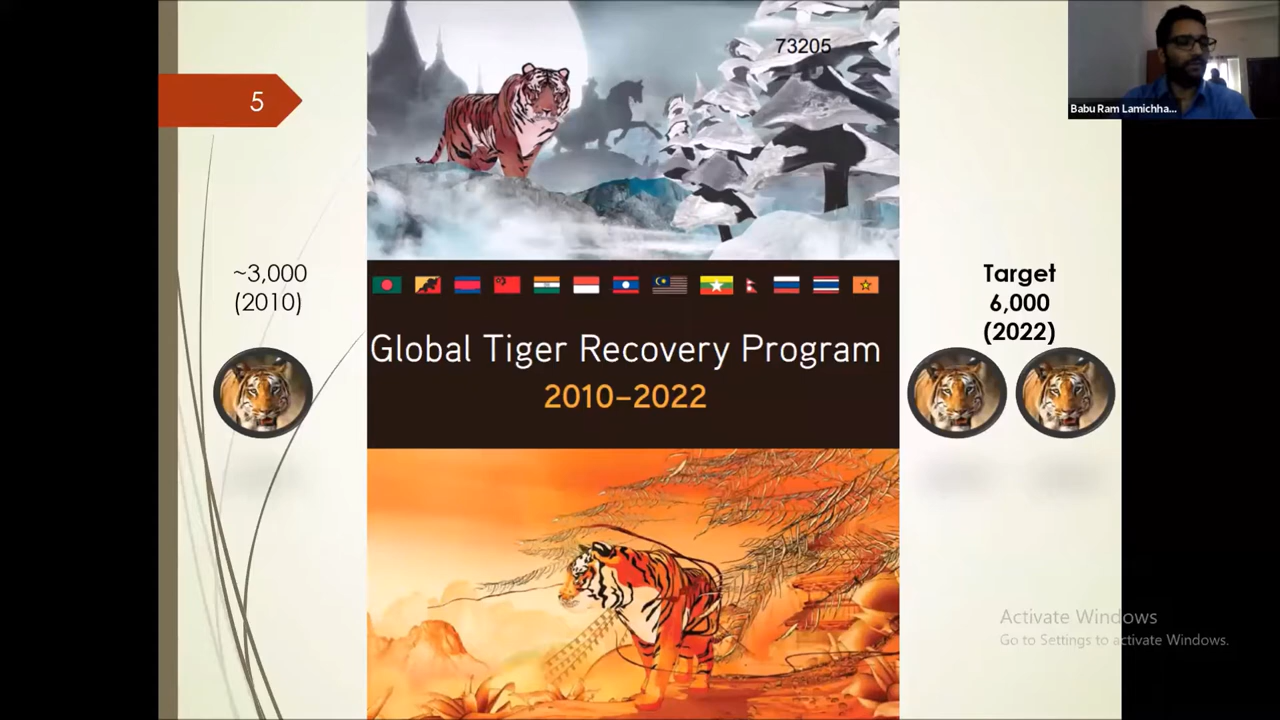 5
73205
Babu Ram Lamichha...
~3,000
(2010)
Target
6,000
(2022)
Global Tiger Recovery Program
2010–2022
Activate Windows
Go to Settings to activate Windows.